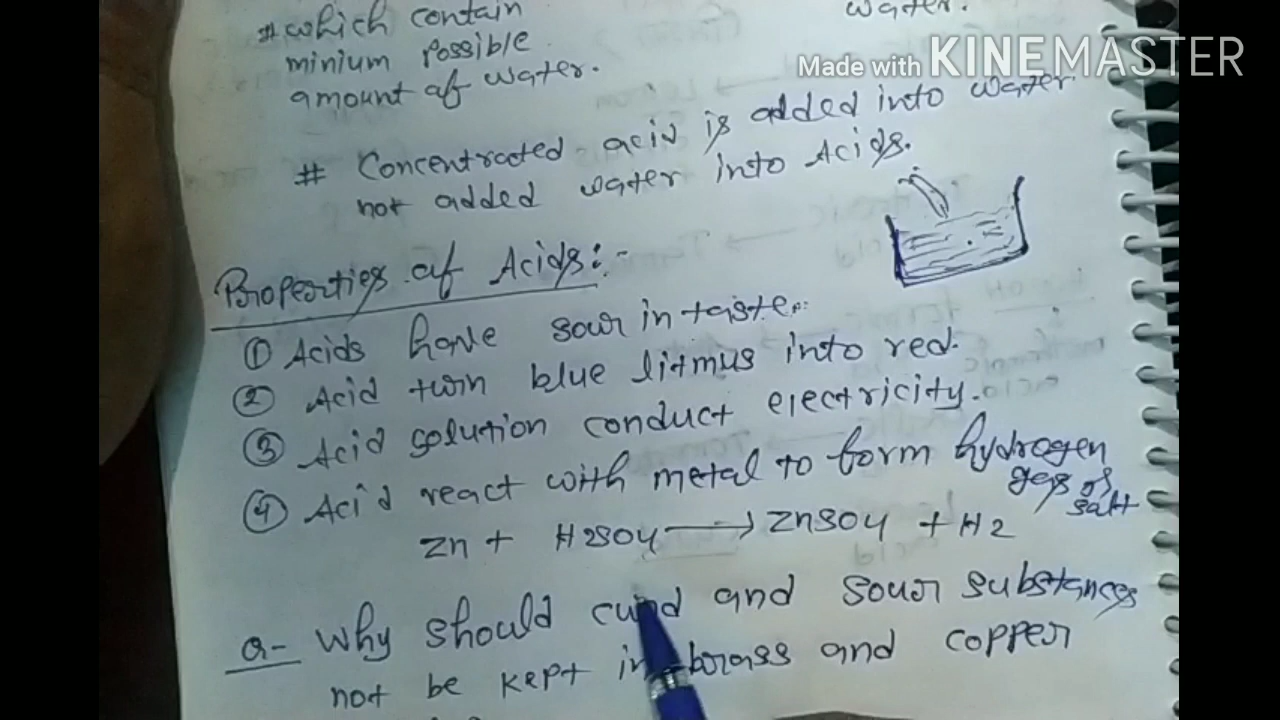 # which contain
water.
minium possible
amount of water.
Made with KINEMASTER
# Concentrated acid is added into water
not added water into Acids.
Properties of Acids:-
① Acids have sour in taste.
② Acid turn blue litmus into red.
③ Acid solution conduct electricity.
④ Acid react with metal to form hydrogen
gas of
salt
Zn + H2SO4 → ZnSO4 + H2
Q- Why should curd and sour substances
not be kept in brass and copper